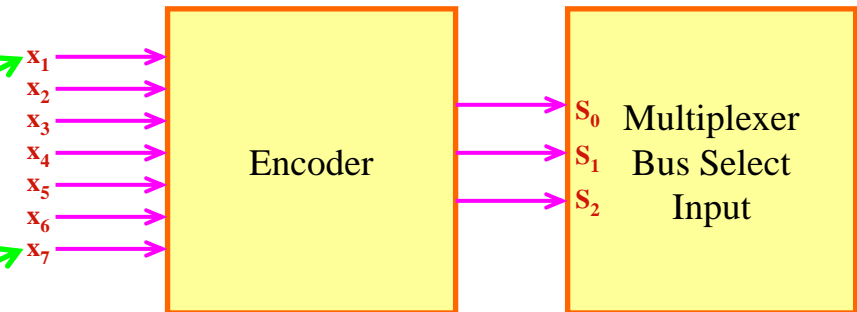 x₁
x₂
x₃
x₄
x₅
x₆
x₇
Encoder
S₀
S₁
S₂
Multiplexer
Bus Select
Input